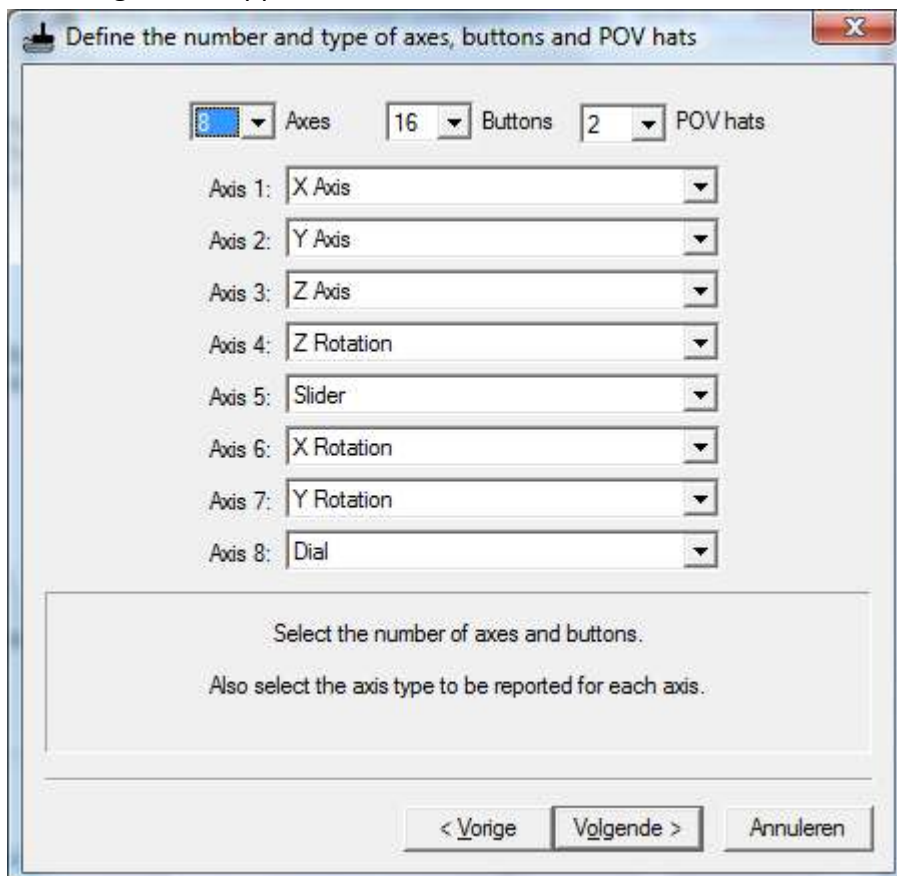 Define the number and type of axes, buttons and POV hats
8 Axes 16 Buttons 2 POV hats
Axis 1: X Axis
Axis 2: Y Axis
Axis 3: Z Axis
Axis 4: Z Rotation
Axis 5: Slider
Axis 6: X Rotation
Axis 7: Y Rotation
Axis 8: Dial
Select the number of axes and buttons.
Also select the axis type to be reported for each axis.
< Vorige Volgende > Annuleren